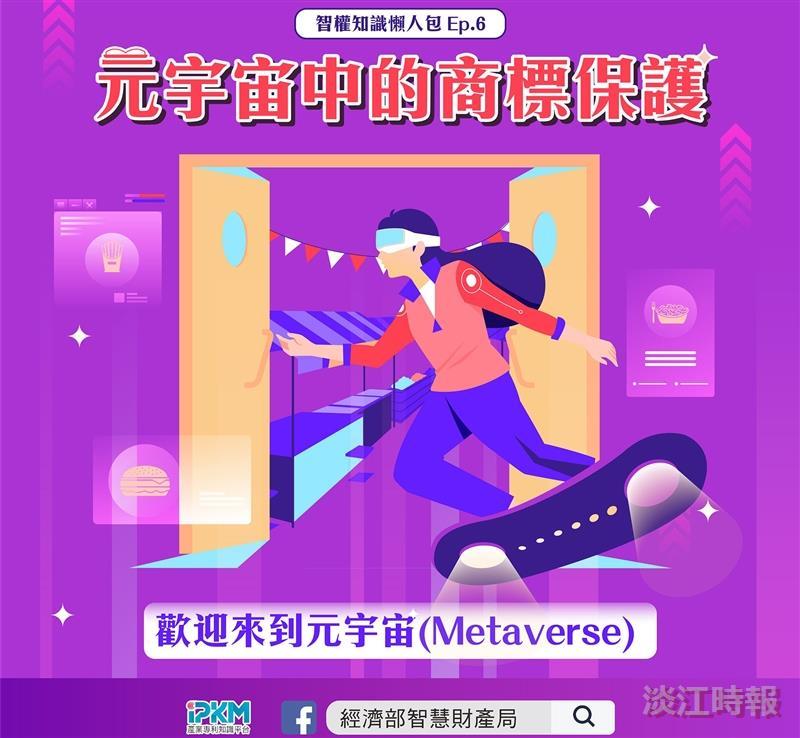 智權知識懶人包 Ep.6
元宇宙中的商標保護
歡迎來到元宇宙(Metaverse)
iPKM
產業專利知識平台
f
經濟部智慧財產局
淡江時報